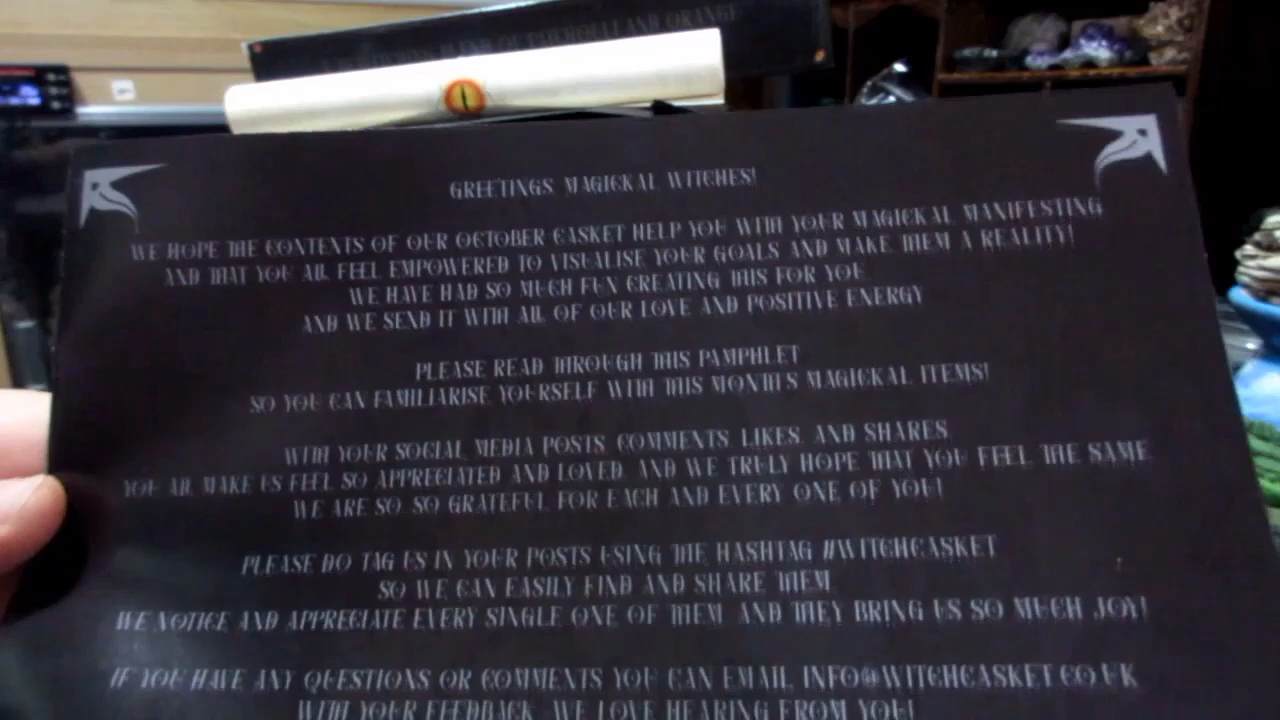 BLEND OF PATCHOULI AND ORANGE
GREETINGS MAGICKAL WITCHES!
WE HOPE THE CONTENTS OF OUR OCTOBER CASKET HELP YOU WITH YOUR MAGICKAL MANIFESTING
AND THAT YOU ALL FEEL EMPOWERED TO VISUALISE YOUR GOALS AND MAKE THEM A REALITY!
WE HAVE HAD SO MUCH FUN CREATING THIS FOR YOU
AND WE SEND IT WITH ALL OF OUR LOVE AND POSITIVE ENERGY
PLEASE READ THROUGH THIS PAMPHLET
SO YOU CAN FAMILIARISE YOURSELF WITH THIS MONTH'S MAGICKAL ITEMS!
WITH YOUR SOCIAL MEDIA POSTS, COMMENTS, LIKES, AND SHARES,
YOU ALL MAKE US FEEL SO APPRECIATED AND LOVED, AND WE TRULY HOPE THAT YOU FEEL THE SAME.
WE ARE SO, SO GRATEFUL FOR EACH AND EVERY ONE OF YOU!
PLEASE DO TAG US IN YOUR POSTS USING THE HASHTAG #WITCHCASKET
SO WE CAN EASILY FIND AND SHARE THEM.
WE NOTICE AND APPRECIATE EVERY SINGLE ONE OF THEM, AND THEY BRING US SO MUCH JOY!
IF YOU HAVE ANY QUESTIONS OR COMMENTS YOU CAN EMAIL INFO@WITCHCASKET.CO.UK
WITH YOUR FEEDBACK, WE LOVE HEARING FROM YOU!